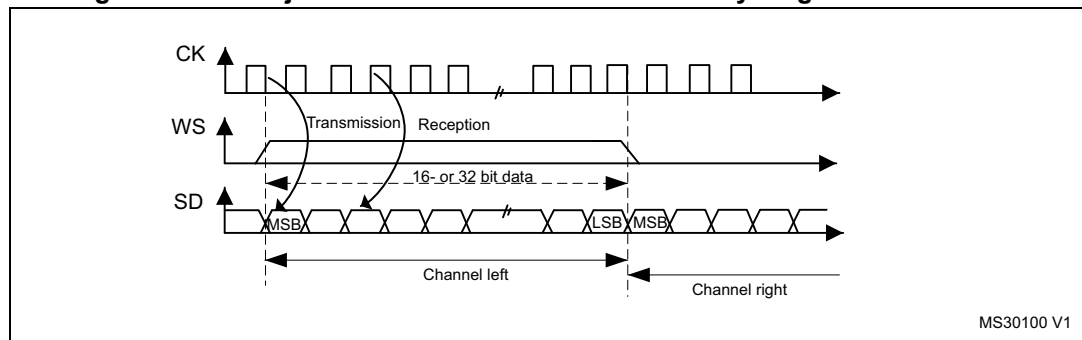 CK
Transmission Reception
WS
16- or 32 bit data
SD
MSB LSB MSB
Channel left
Channel right
MS30100 V1